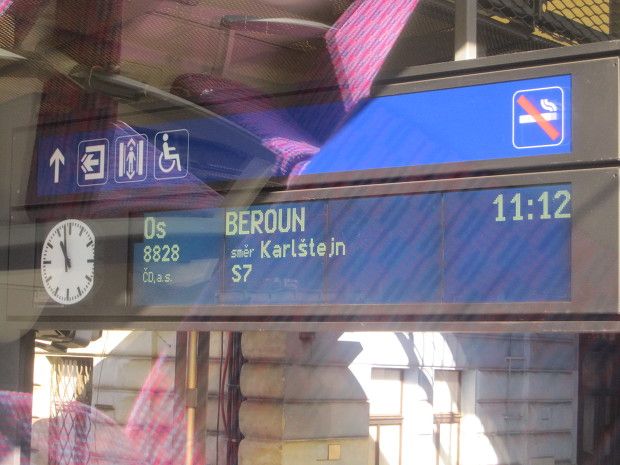 Os BEROUN 11:12
8828 směr Karlštejn
ČD,a.s. S7